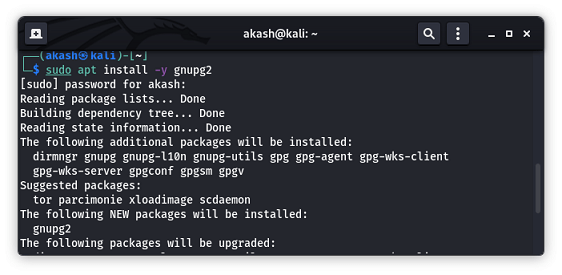 akash@kali: ~
┌──(akash㉿kali)-[~]
└─$ sudo apt install -y gnupg2
[sudo] password for akash:
Reading package lists... Done
Building dependency tree... Done
Reading state information... Done
The following additional packages will be installed:
dirmngr gnupg gnupg-l10n gnupg-utils gpg gpg-agent gpg-wks-client
gpg-wks-server gpgconf gpgsm gpgv
Suggested packages:
tor parcimonie xloadimage scdaemon
The following NEW packages will be installed:
gnupg2
The following packages will be upgraded: